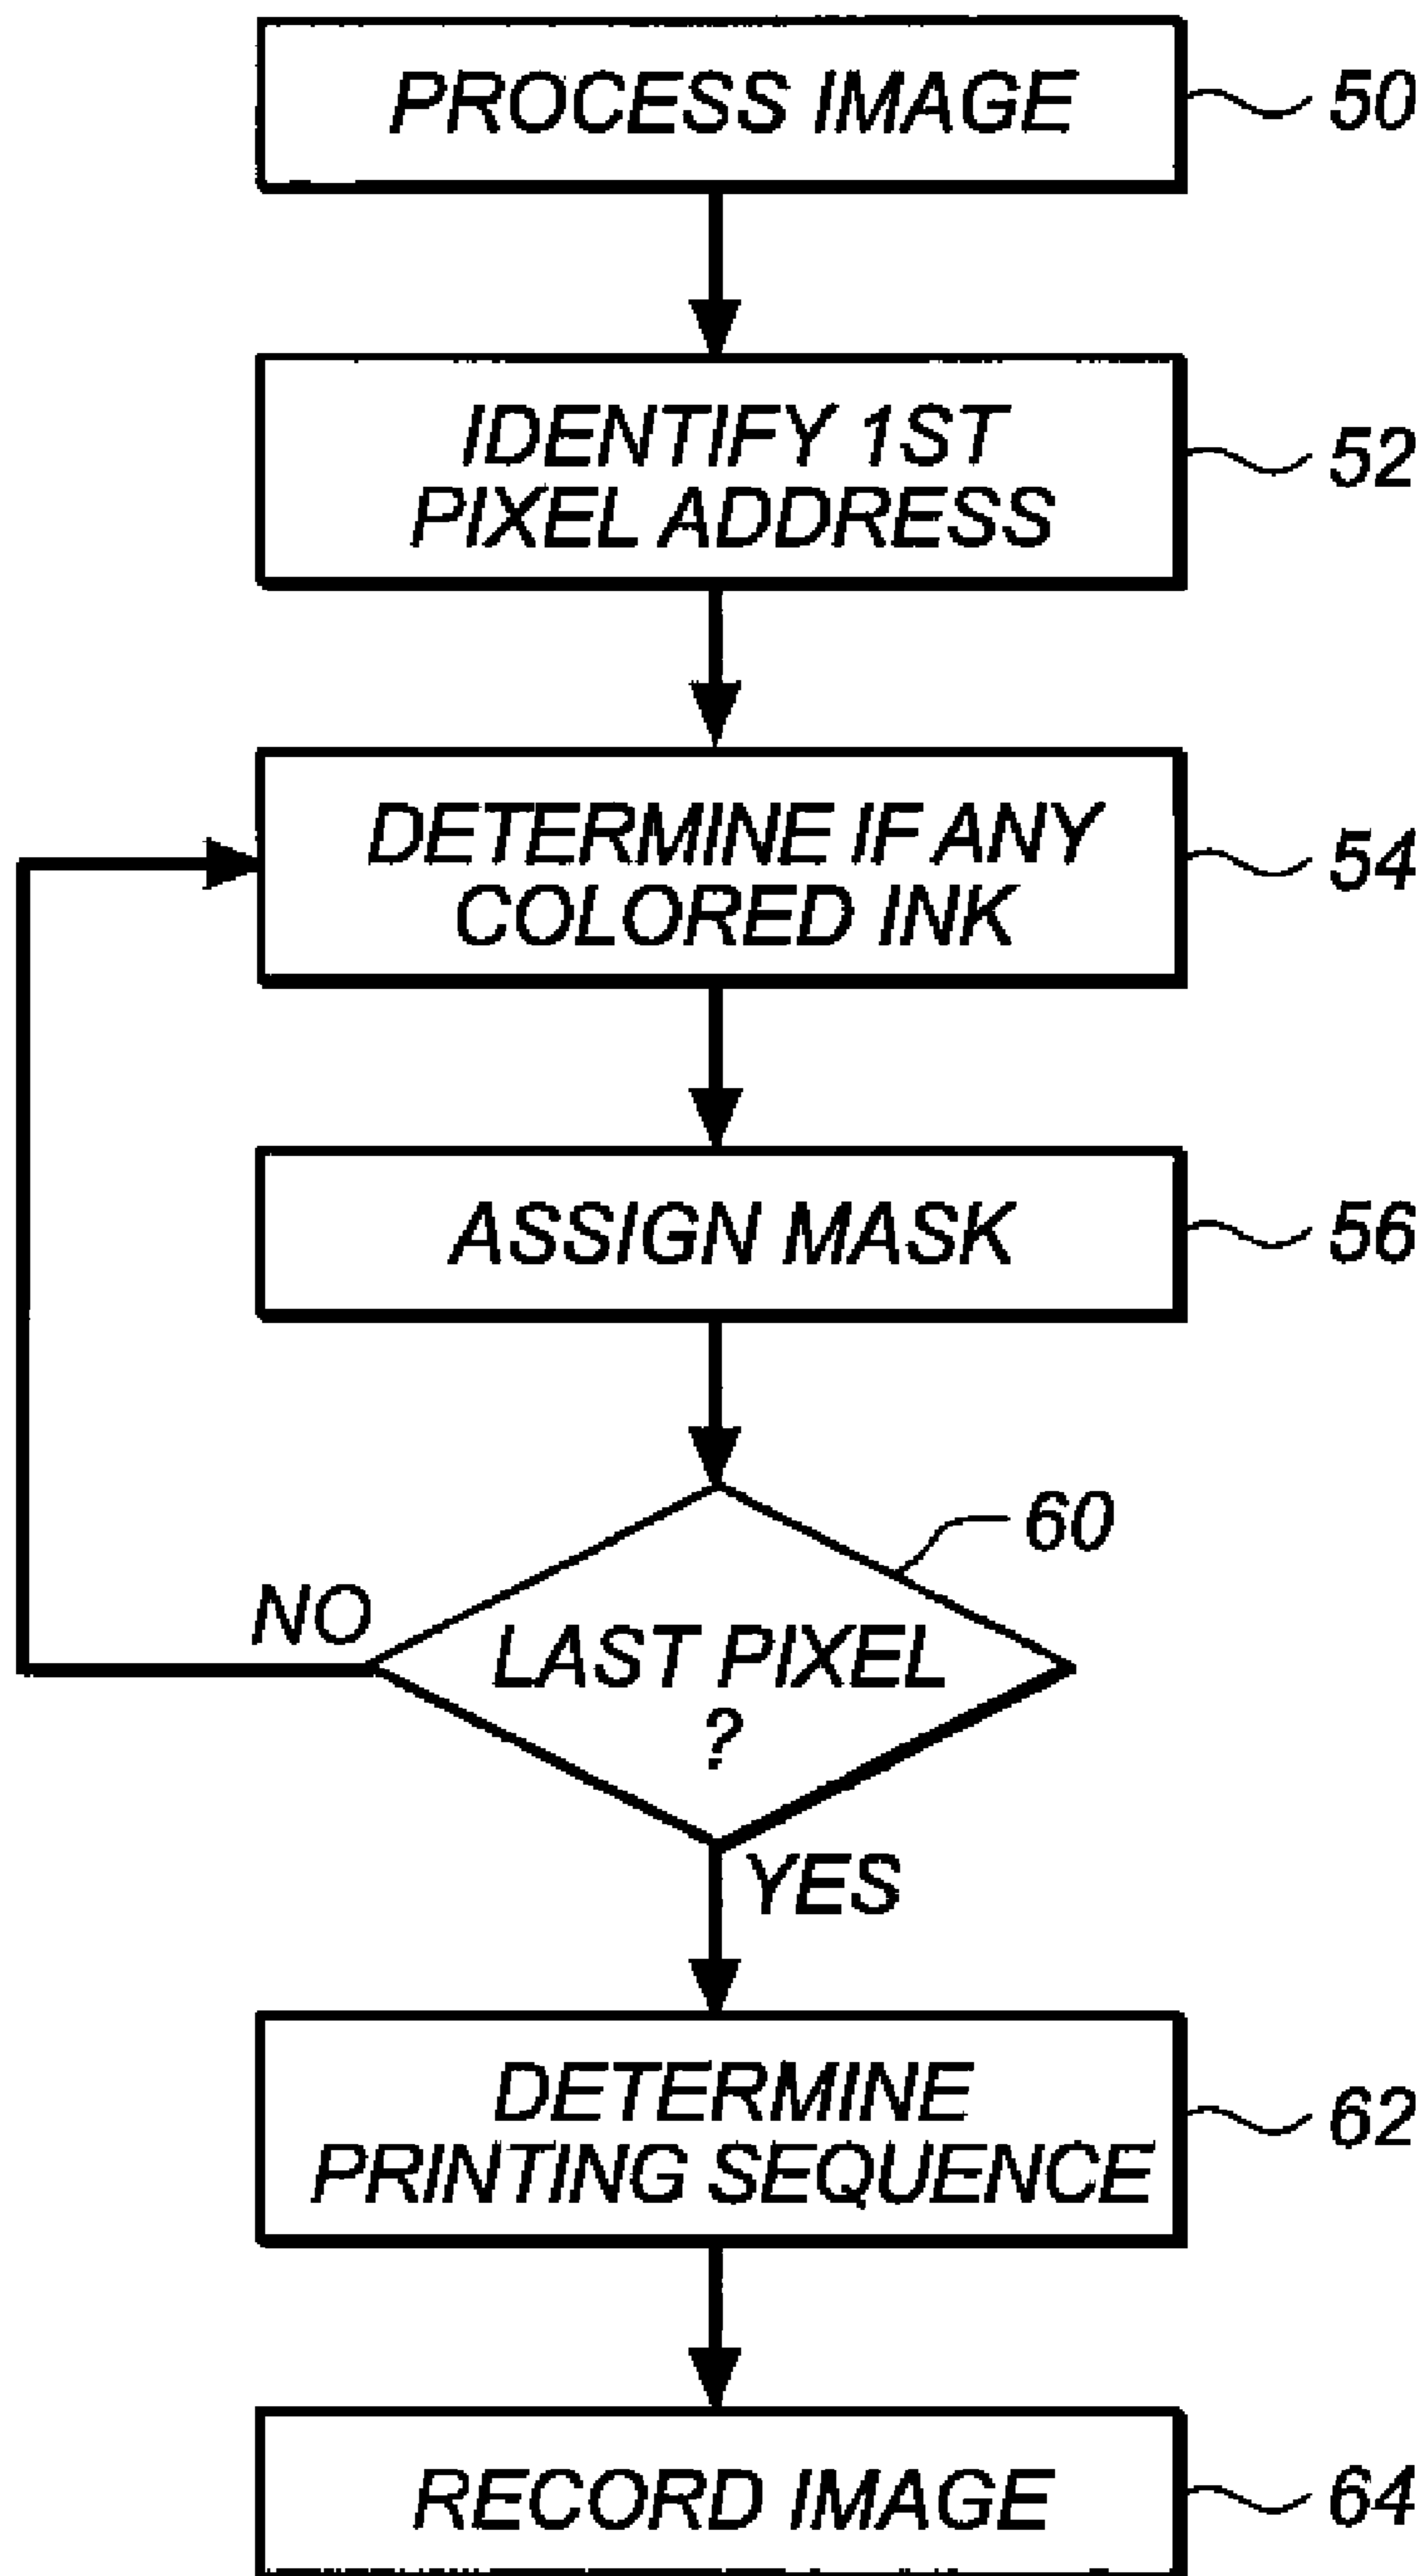 PROCESS IMAGE
50
IDENTIFY 1ST
PIXEL ADDRESS
52
DETERMINE IF ANY
COLORED INK
54
ASSIGN MASK
56
60
NO
LAST PIXEL
?
YES
DETERMINE
PRINTING SEQUENCE
62
RECORD IMAGE
64